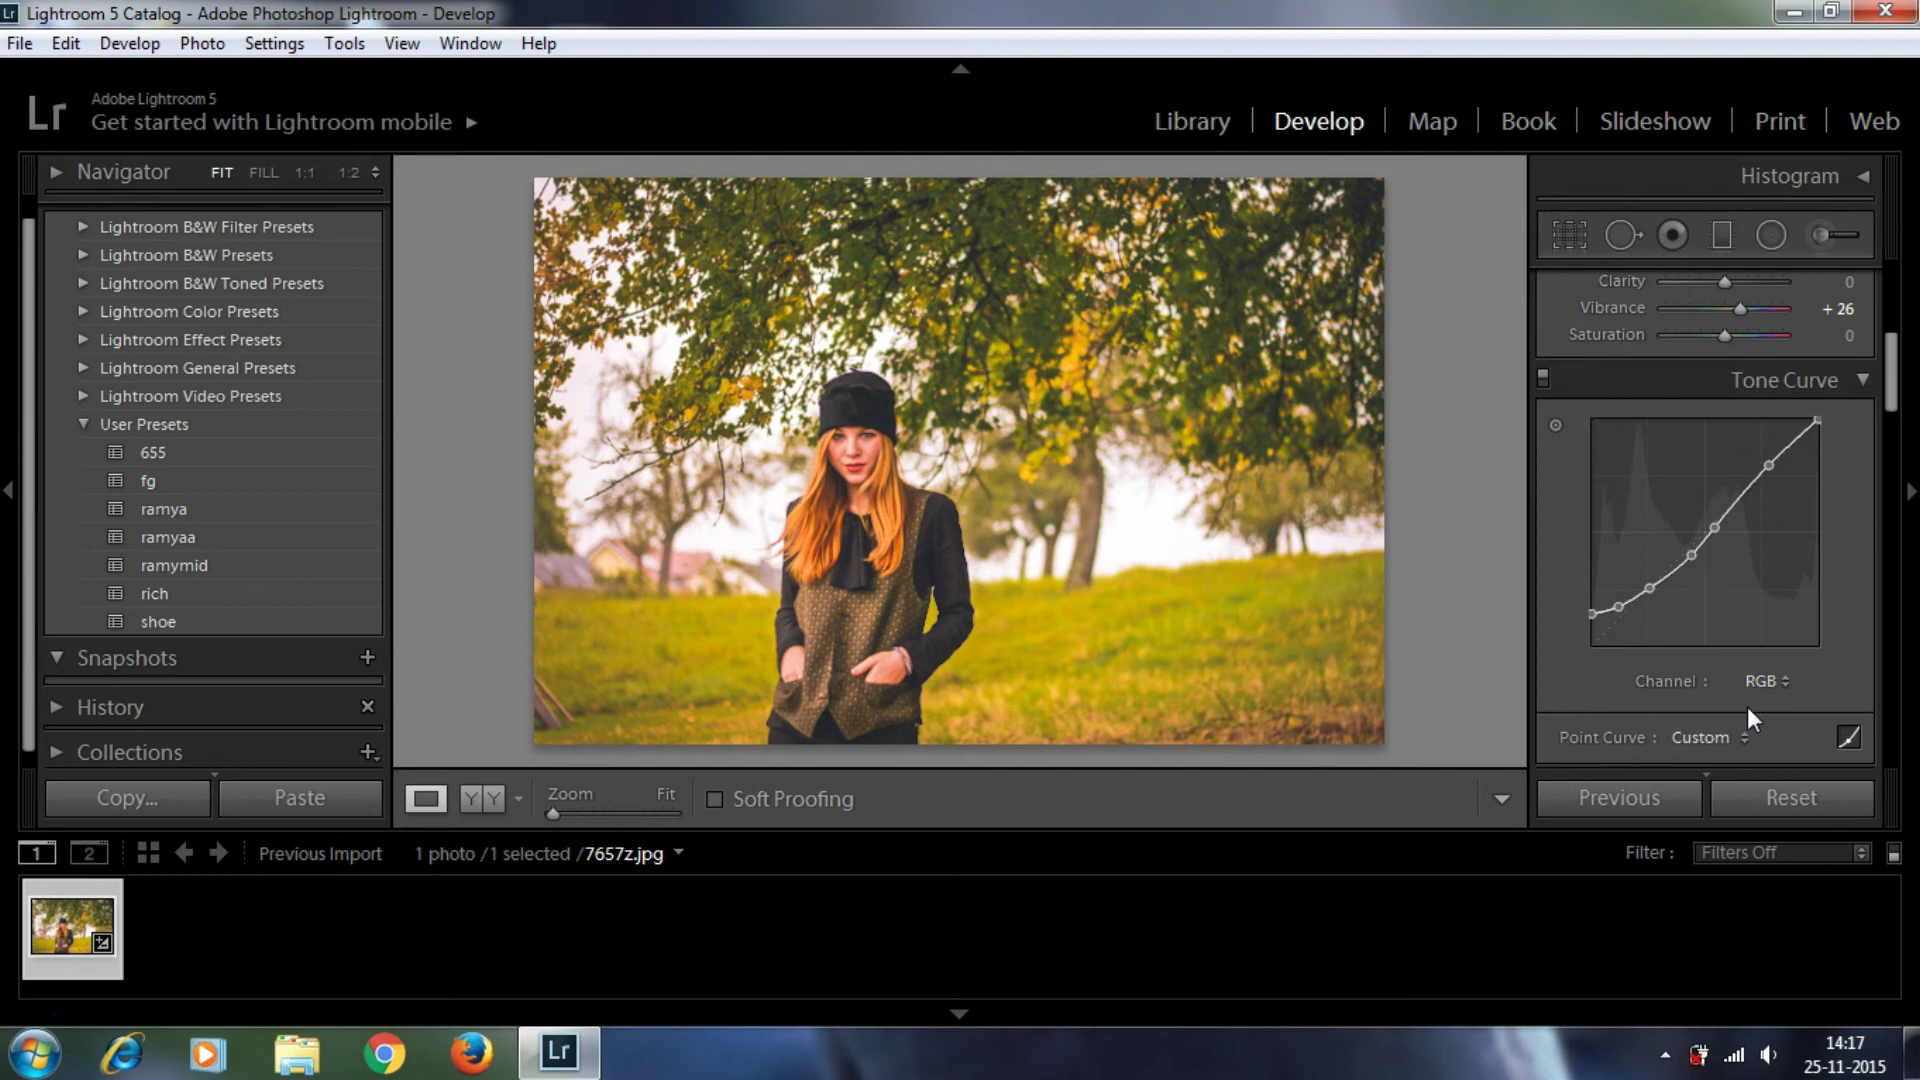 Lr Lightroom 5 Catalog - Adobe Photoshop Lightroom - Develop
File Edit Develop Photo Settings Tools View Window Help
Lr
Adobe Lightroom 5
Get started with Lightroom mobile
Library Develop Map Book Slideshow Print Web
Navigator FIT FILL 1:1 1:2
Lightroom B&W Filter Presets
Lightroom B&W Presets
Lightroom B&W Toned Presets
Lightroom Color Presets
Lightroom Effect Presets
Lightroom General Presets
Lightroom Video Presets
User Presets
655
fg
ramya
ramyaa
ramymid
rich
shoe
Snapshots
History
Collections
Copy... Paste
Histogram
Clarity 0
Vibrance + 26
Saturation 0
Tone Curve
Channel : RGB
Point Curve : Custom
Previous Reset
YY Zoom Fit Soft Proofing
1 2 Previous Import 1 photo /1 selected /7657z.jpg
Filter : Filters Off
Lr
14:17
25-11-2015